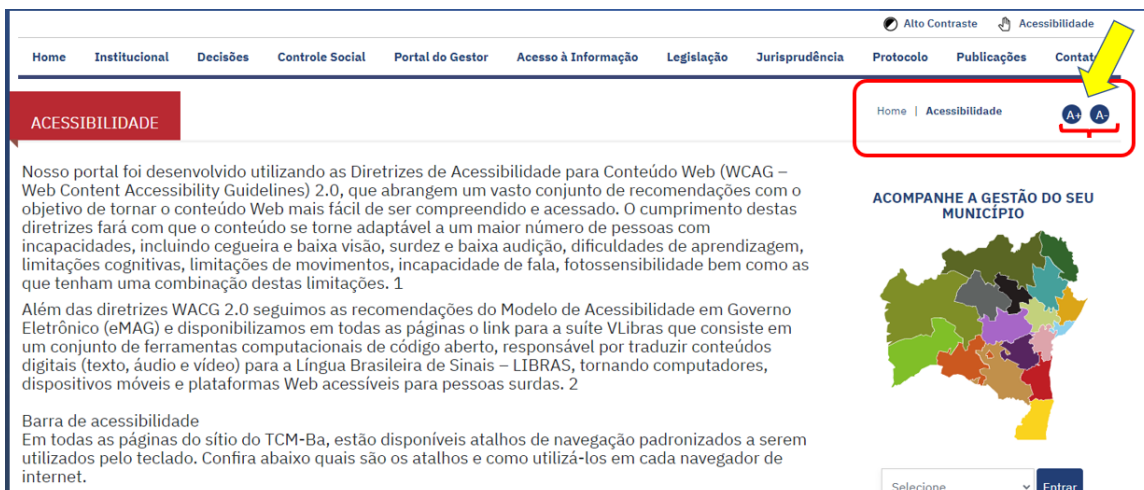 Alto Contraste Acessibilidade
Home Institucional Decisões Controle Social Portal do Gestor Acesso à Informação Legislação Jurisprudência Protocolo Publicações
Home | Acessibilidade A+ A-
ACESSIBILIDADE
Nosso portal foi desenvolvido utilizando as Diretrizes de Acessibilidade para Conteúdo Web (WCAG –
Web Content Accessibility Guidelines) 2.0, que abrangem um vasto conjunto de recomendações com o
objetivo de tornar o conteúdo Web mais fácil de ser compreendido e acessado. O cumprimento destas
diretrizes fará com que o conteúdo se torne adaptável a um maior número de pessoas com
incapacidades, incluindo cegueira e baixa visão, surdez e baixa audição, dificuldades de aprendizagem,
limitações cognitivas, limitações de movimentos, incapacidade de fala, fotossensibilidade bem como as
que tenham uma combinação destas limitações. 1
Além das diretrizes WACG 2.0 seguimos as recomendações do Modelo de Acessibilidade em Governo
Eletrônico (eMAG) e disponibilizamos em todas as páginas o link para a suíte VLibras que consiste em
um conjunto de ferramentas computacionais de código aberto, responsável por traduzir conteúdos
digitais (texto, áudio e vídeo) para a Língua Brasileira de Sinais – LIBRAS, tornando computadores,
dispositivos móveis e plataformas Web acessíveis para pessoas surdas. 2
Barra de acessibilidade
Em todas as páginas do sítio do TCM-Ba, estão disponíveis atalhos de navegação padronizados a serem
utilizados pelo teclado. Confira abaixo quais são os atalhos e como utilizá-los em cada navegador de
internet.
ACOMPANHE A GESTÃO DO SEU
MUNICÍPIO
Selecione Entrar